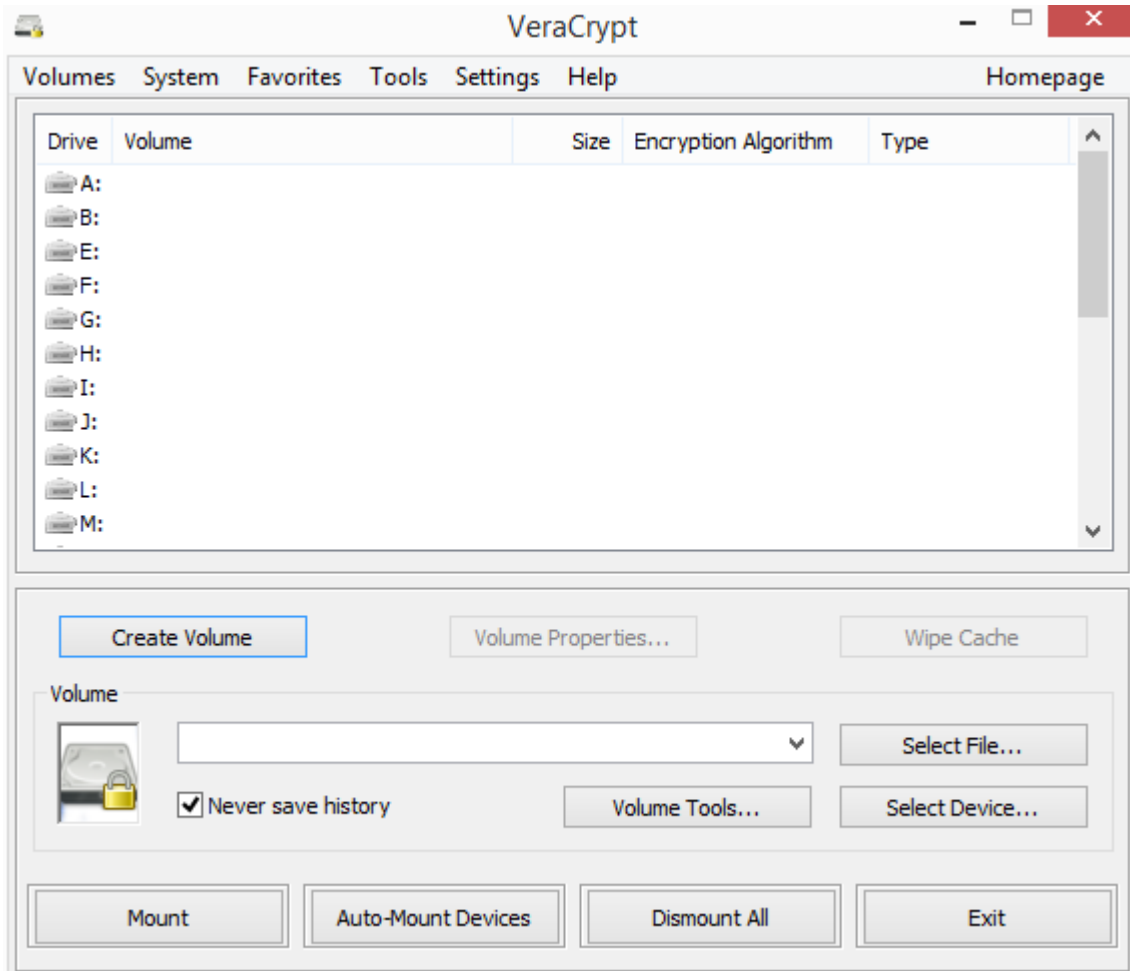 VeraCrypt
Volumes System Favorites Tools Settings Help Homepage
Drive Volume Size Encryption Algorithm Type
A:
B:
E:
F:
G:
H:
I:
J:
K:
L:
M:
Create Volume Volume Properties... Wipe Cache
Volume
Select File...
Never save history Volume Tools... Select Device...
Mount Auto-Mount Devices Dismount All Exit